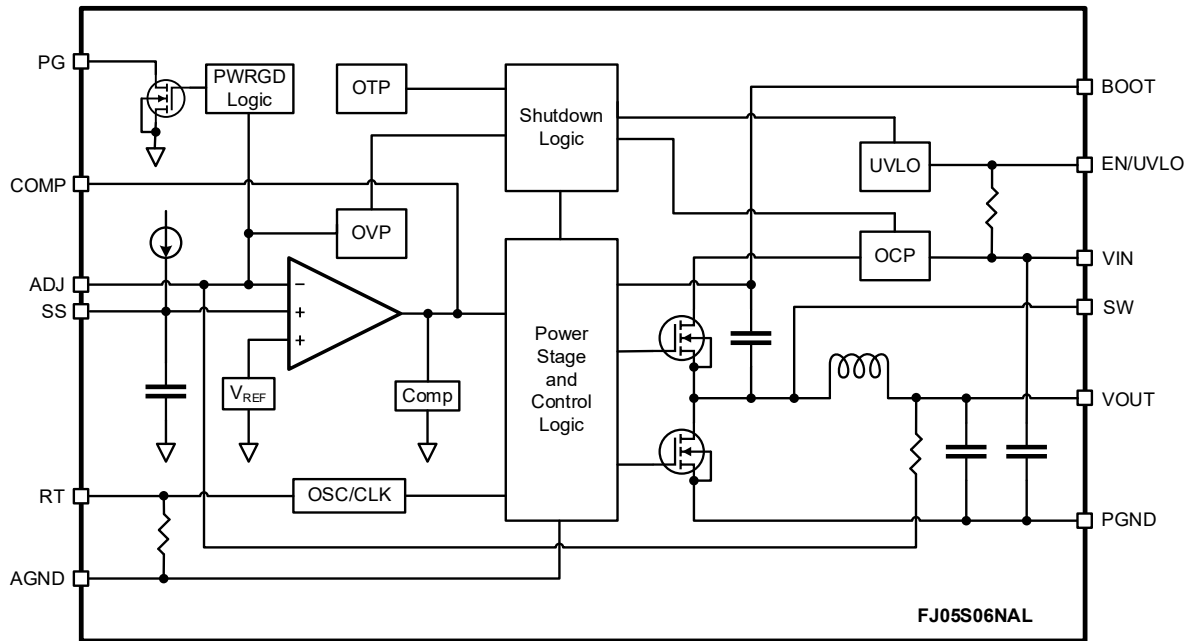 PG
PWRGD
Logic
OTP
Shutdown
Logic
BOOT
UVLO
EN/UVLO
COMP
OVP
OCP
VIN
ADJ
SS
−
+
+
SW
Power
Stage
and
Control
Logic
VREF
Comp
VOUT
RT
OSC/CLK
PGND
AGND
FJ05S06NAL